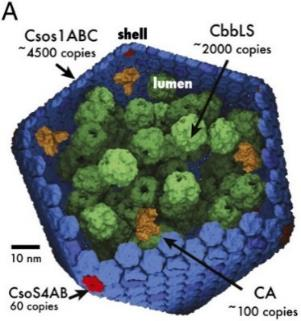 A
Csos1ABC
~4500 copies
shell
CbbLS
~2000 copies
lumen
10 nm
CsoS4AB
60 copies
CA
~100 copies